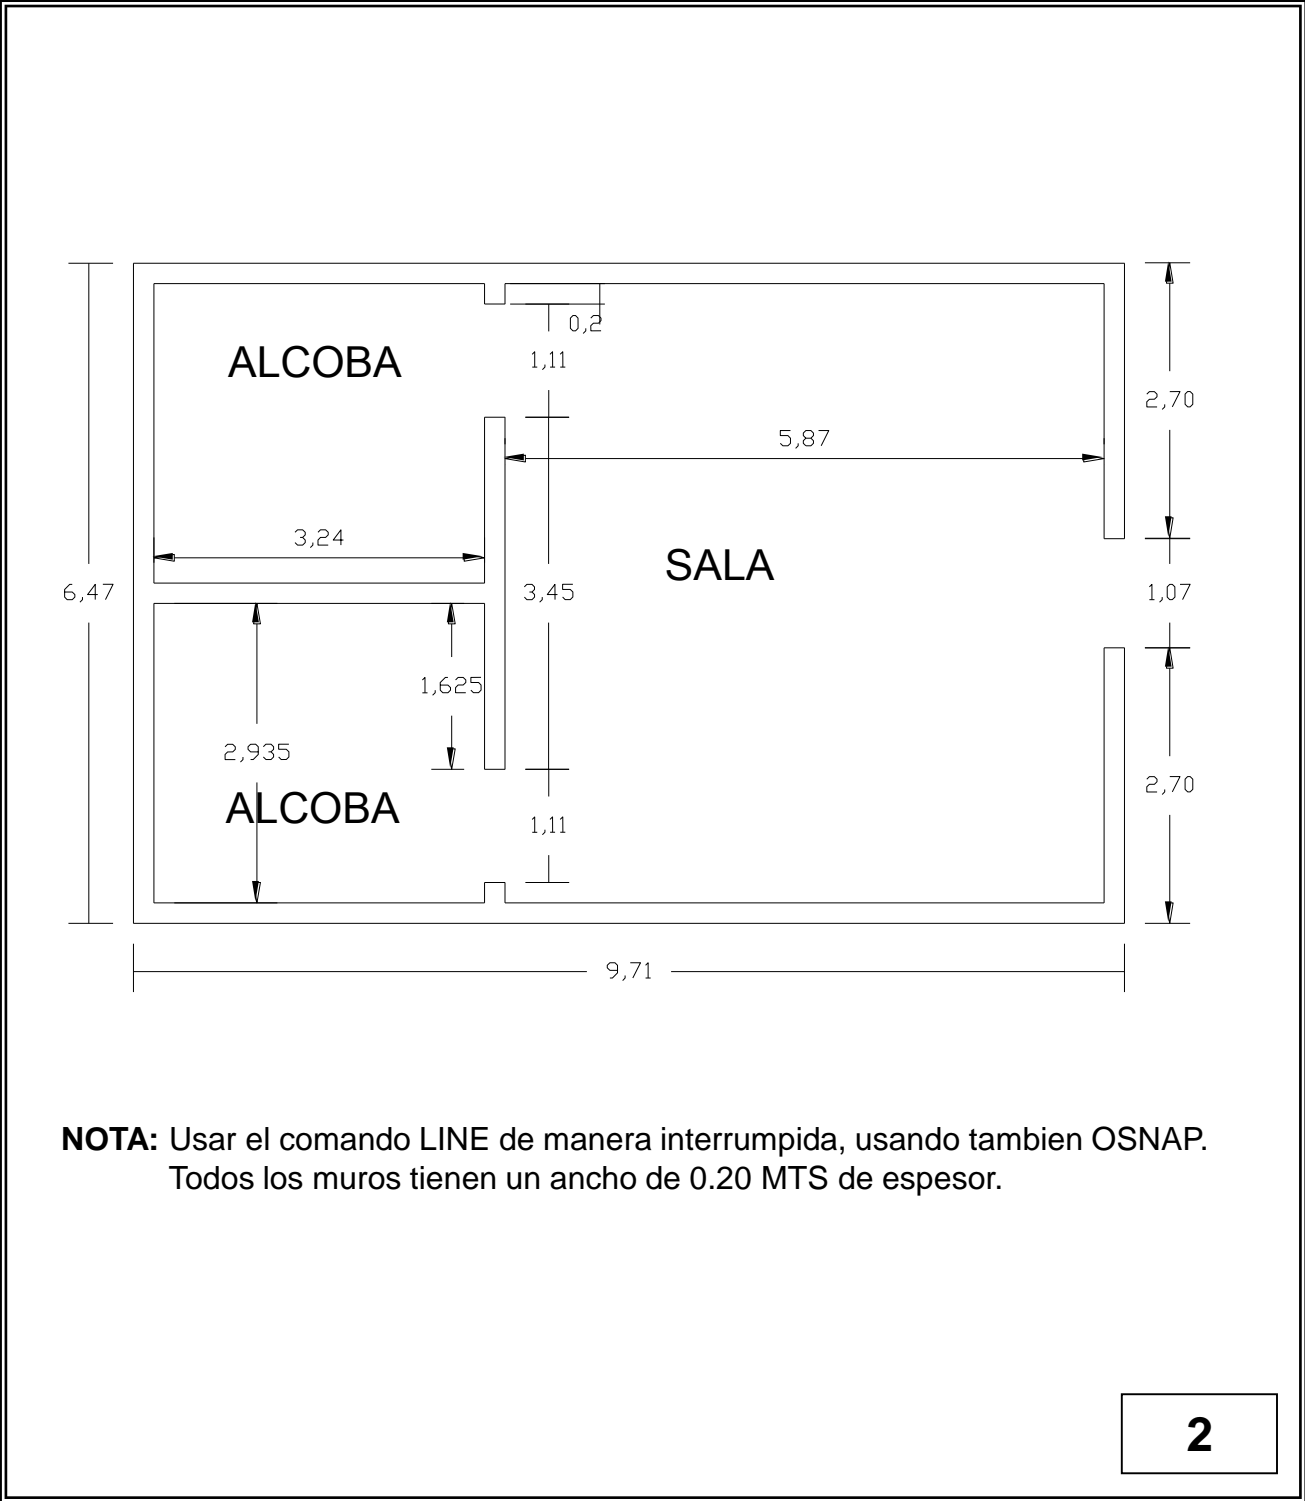 0,2
ALCOBA
1,11
2,70
5,87
3,24
SALA
6,47
3,45
1,07
1,625
2,935
2,70
ALCOBA
1,11
9,71
NOTA: Usar el comando LINE de manera interrumpida, usando tambien OSNAP.
Todos los muros tienen un ancho de 0.20 MTS de espesor.
2